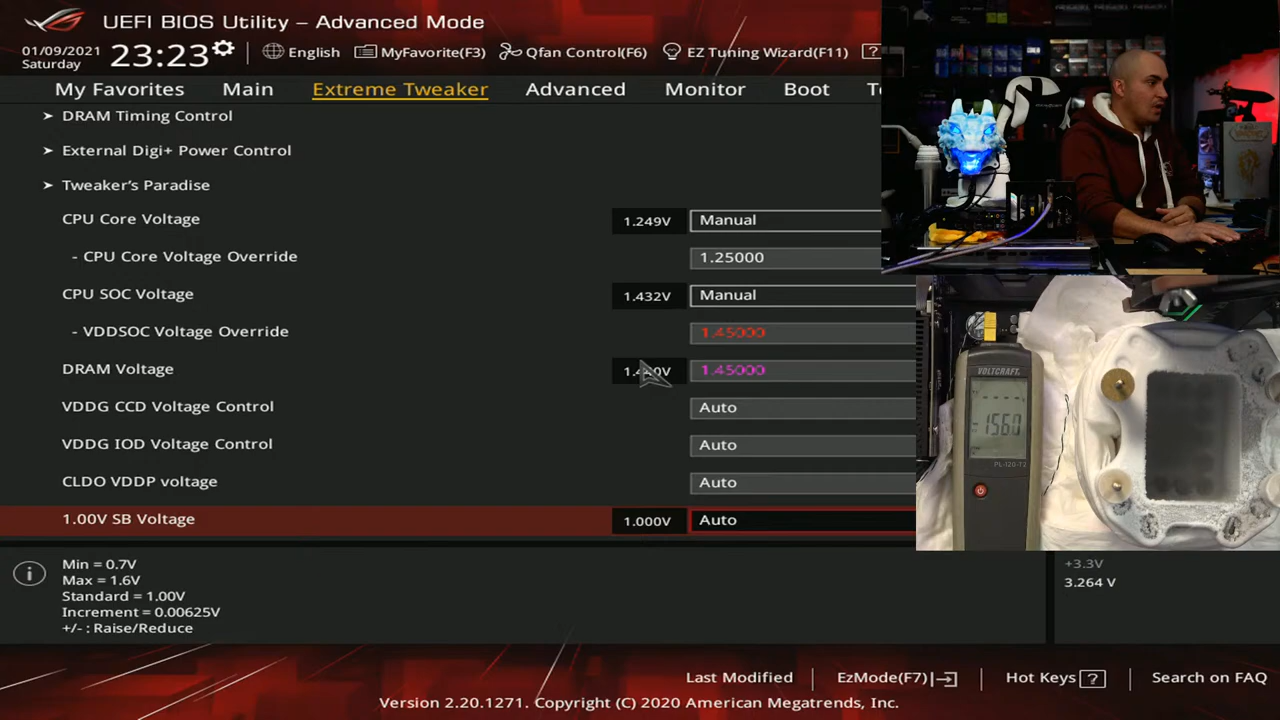 UEFI BIOS Utility – Advanced Mode
01/09/2021
Saturday
23:23
English
MyFavorite(F3)
Qfan Control(F6)
EZ Tuning Wizard(F11)
?
My Favorites
Main
Extreme Tweaker
Advanced
Monitor
Boot
DRAM Timing Control
External Digi+ Power Control
Tweaker's Paradise
CPU Core Voltage 1.249V Manual
- CPU Core Voltage Override 1.25000
CPU SOC Voltage 1.432V Manual
- VDDSOC Voltage Override 1.45000
DRAM Voltage 1.45000
VDDG CCD Voltage Control Auto
VDDG IOD Voltage Control Auto
CLDO VDDP voltage Auto
1.00V SB Voltage 1.000V Auto
Min = 0.7V
Max = 1.6V
Standard = 1.00V
Increment = 0.00625V
+/- : Raise/Reduce
+3.3V
3.264 V
VOLTCRAFT
PL-120-T2
Last Modified
EzMode(F7)
Hot Keys ?
Search on FAQ
Version 2.20.1271. Copyright (C) 2020 American Megatrends, Inc.